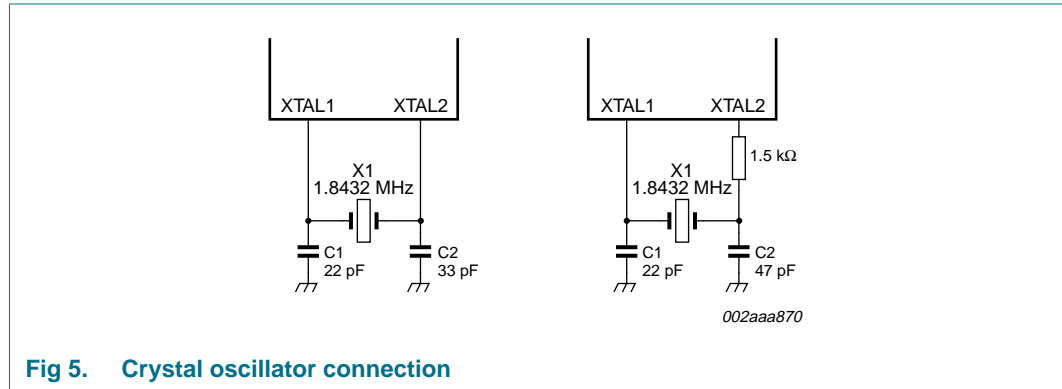 XTAL1 XTAL2
X1
1.8432 MHz
C1
22 pF
C2
33 pF
XTAL1 XTAL2
1.5 kΩ
X1
1.8432 MHz
C1
22 pF
C2
47 pF
002aaa870
Fig 5. Crystal oscillator connection